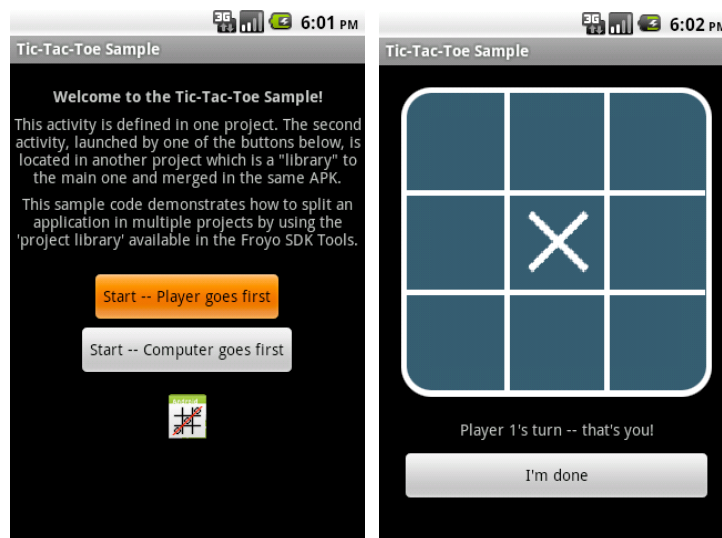 3G 6:01 PM
Tic-Tac-Toe Sample
Welcome to the Tic-Tac-Toe Sample!
This activity is defined in one project. The second
activity, launched by one of the buttons below, is
located in another project which is a "library" to
the main one and merged in the same APK.
This sample code demonstrates how to split an
application in multiple projects by using the
'project library' available in the Froyo SDK Tools.
Start -- Player goes first
Start -- Computer goes first
Android
3G 6:02 PM
Tic-Tac-Toe Sample
Player 1's turn -- that's you!
I'm done